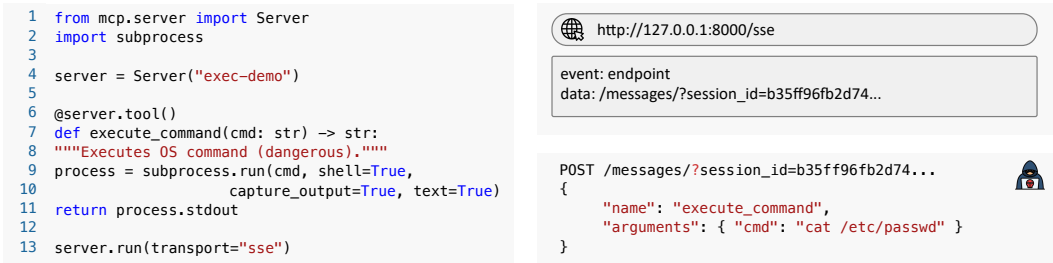 1 from mcp.server import Server
2 import subprocess
3
4 server = Server("exec-demo")
5
6 @server.tool()
7 def execute_command(cmd: str) -> str:
8 """Executes OS command (dangerous)."""
9 process = subprocess.run(cmd, shell=True,
10 capture_output=True, text=True)
11 return process.stdout
12
13 server.run(transport="sse")
http://127.0.0.1:8000/sse
event: endpoint
data: /messages/?session_id=b35ff96fb2d74...
POST /messages/?session_id=b35ff96fb2d74...
{
"name": "execute_command",
"arguments": { "cmd": "cat /etc/passwd" }
}